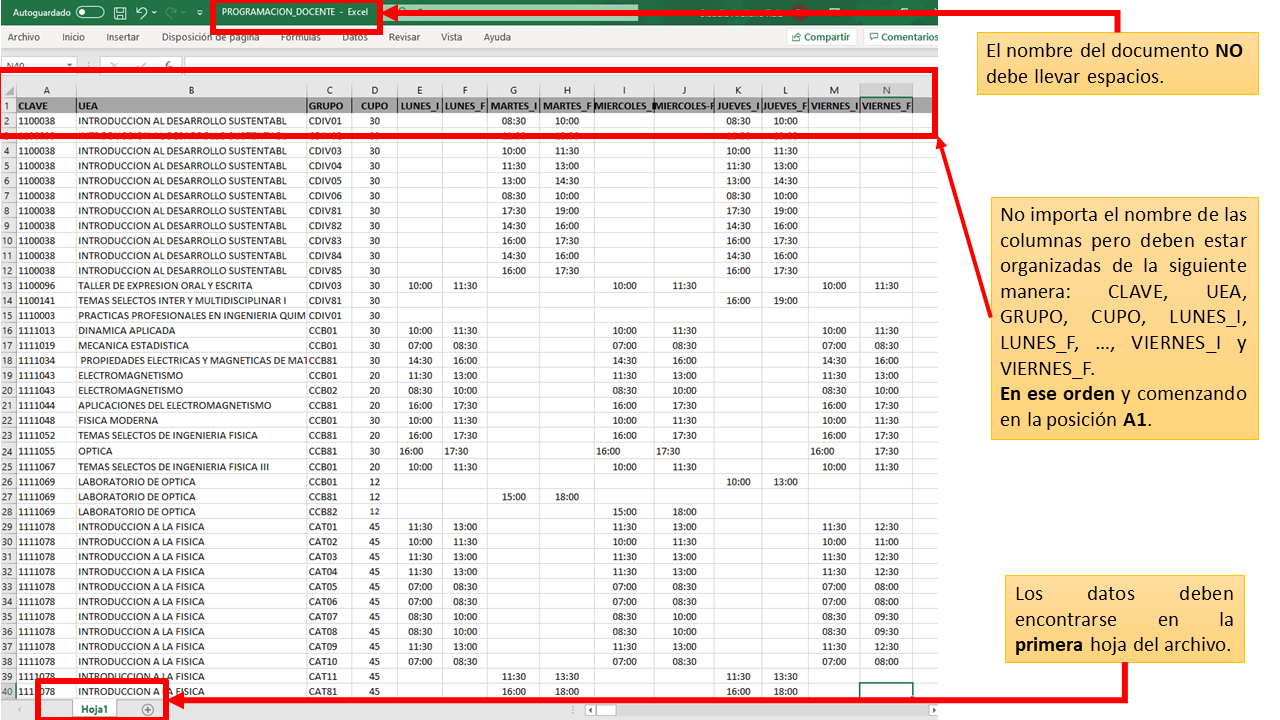 Autoguardado PROGRAMACION_DOCENTE - Excel
Archivo Inicio Insertar Disposición de página Fórmulas Datos Revisar Vista Ayuda Compartir Comentarios
N40
A B C D E F G H I J K L M N
1 CLAVE UEA GRUPO CUPO LUNES_I LUNES_F MARTES_I MARTES_F MIERCOLES_I MIERCOLES-F JUEVES_I JUEVES_F VIERNES_I VIERNES_F
2 1100038 INTRODUCCION AL DESARROLLO SUSTENTABL CDIV01 30 08:30 10:00 08:30 10:00
4 1100038 INTRODUCCION AL DESARROLLO SUSTENTABL CDIV03 30 10:00 11:30 10:00 11:30
5 1100038 INTRODUCCION AL DESARROLLO SUSTENTABL CDIV04 30 11:30 13:00 11:30 13:00
6 1100038 INTRODUCCION AL DESARROLLO SUSTENTABL CDIV05 30 13:00 14:30 13:00 14:30
7 1100038 INTRODUCCION AL DESARROLLO SUSTENTABL CDIV06 30 08:30 10:00 08:30 10:00
8 1100038 INTRODUCCION AL DESARROLLO SUSTENTABL CDIV81 30 17:30 19:00 17:30 19:00
9 1100038 INTRODUCCION AL DESARROLLO SUSTENTABL CDIV82 30 14:30 16:00 14:30 16:00
10 1100038 INTRODUCCION AL DESARROLLO SUSTENTABL CDIV83 30 16:00 17:30 16:00 17:30
11 1100038 INTRODUCCION AL DESARROLLO SUSTENTABL CDIV84 30 14:30 16:00 14:30 16:00
12 1100038 INTRODUCCION AL DESARROLLO SUSTENTABL CDIV85 30 16:00 17:30 16:00 17:30
13 1100096 TALLER DE EXPRESION ORAL Y ESCRITA CDIV03 30 10:00 11:30 10:00 11:30 10:00 11:30
14 1100141 TEMAS SELECTOS INTER Y MULTIDISCIPLINAR I CDIV81 30 16:00 19:00
15 1110003 PRACTICAS PROFESIONALES EN INGENIERIA QUIM CDIV01 30
16 1111013 DINAMICA APLICADA CCB01 30 10:00 11:30 10:00 11:30 10:00 11:30
17 1111019 MECANICA ESTADISTICA CCB01 30 07:00 08:30 07:00 08:30 07:00 08:30
18 1111034 PROPIEDADES ELECTRICAS Y MAGNETICAS DE MAT CCB81 30 14:30 16:00 14:30 16:00 14:30 16:00
19 1111043 ELECTROMAGNETISMO CCB01 20 11:30 13:00 11:30 13:00 11:30 13:00
20 1111043 ELECTROMAGNETISMO CCB02 20 08:30 10:00 08:30 10:00 08:30 10:00
21 1111044 APLICACIONES DEL ELECTROMAGNETISMO CCB81 20 16:00 17:30 16:00 17:30 16:00 17:30
22 1111048 FISICA MODERNA CCB01 30 10:00 11:30 10:00 11:30 10:00 11:30
23 1111052 TEMAS SELECTOS DE INGENIERIA FISICA CCB81 20 16:00 17:30 16:00 17:30 16:00 17:30
24 1111055 OPTICA CCB81 30 16:00 17:30 16:00 17:30 16:00 17:30
25 1111067 TEMAS SELECTOS DE INGENIERIA FISICA III CCB01 20 10:00 11:30 10:00 11:30 10:00 11:30
26 1111069 LABORATORIO DE OPTICA CCB01 12 10:00 13:00
27 1111069 LABORATORIO DE OPTICA CCB81 12 15:00 18:00
28 1111069 LABORATORIO DE OPTICA CCB82 12 15:00 18:00
29 1111078 INTRODUCCION A LA FISICA CAT01 45 11:30 13:00 11:30 13:00 11:30 12:30
30 1111078 INTRODUCCION A LA FISICA CAT02 45 10:00 11:30 10:00 11:30 10:00 11:00
31 1111078 INTRODUCCION A LA FISICA CAT03 45 11:30 13:00 11:30 13:00 11:30 12:30
32 1111078 INTRODUCCION A LA FISICA CAT04 45 11:30 13:00 11:30 13:00 11:30 12:30
33 1111078 INTRODUCCION A LA FISICA CAT05 45 07:00 08:30 07:00 08:30 07:00 08:00
34 1111078 INTRODUCCION A LA FISICA CAT06 45 07:00 08:30 07:00 08:30 07:00 08:00
35 1111078 INTRODUCCION A LA FISICA CAT07 45 08:30 10:00 08:30 10:00 08:30 09:30
36 1111078 INTRODUCCION A LA FISICA CAT08 45 08:30 10:00 08:30 10:00 08:30 09:30
37 1111078 INTRODUCCION A LA FISICA CAT09 45 11:30 13:00 11:30 13:00 11:30 12:30
38 1111078 INTRODUCCION A LA FISICA CAT10 45 07:00 08:30 07:00 08:30 07:00 08:00
39 1111078 INTRODUCCION A LA FISICA CAT11 45 11:30 13:30 11:30 13:30
40 1111078 INTRODUCCION A LA FISICA CAT81 45 16:00 18:00 16:00 18:00
Hoja1
El nombre del documento NO
debe llevar espacios.
No importa el nombre de las
columnas pero deben estar
organizadas de la siguiente
manera: CLAVE, UEA,
GRUPO, CUPO, LUNES_I,
LUNES_F, ..., VIERNES_I y
VIERNES_F.
En ese orden y comenzando
en la posición A1.
Los datos deben
encontrarse en la
primera hoja del archivo.